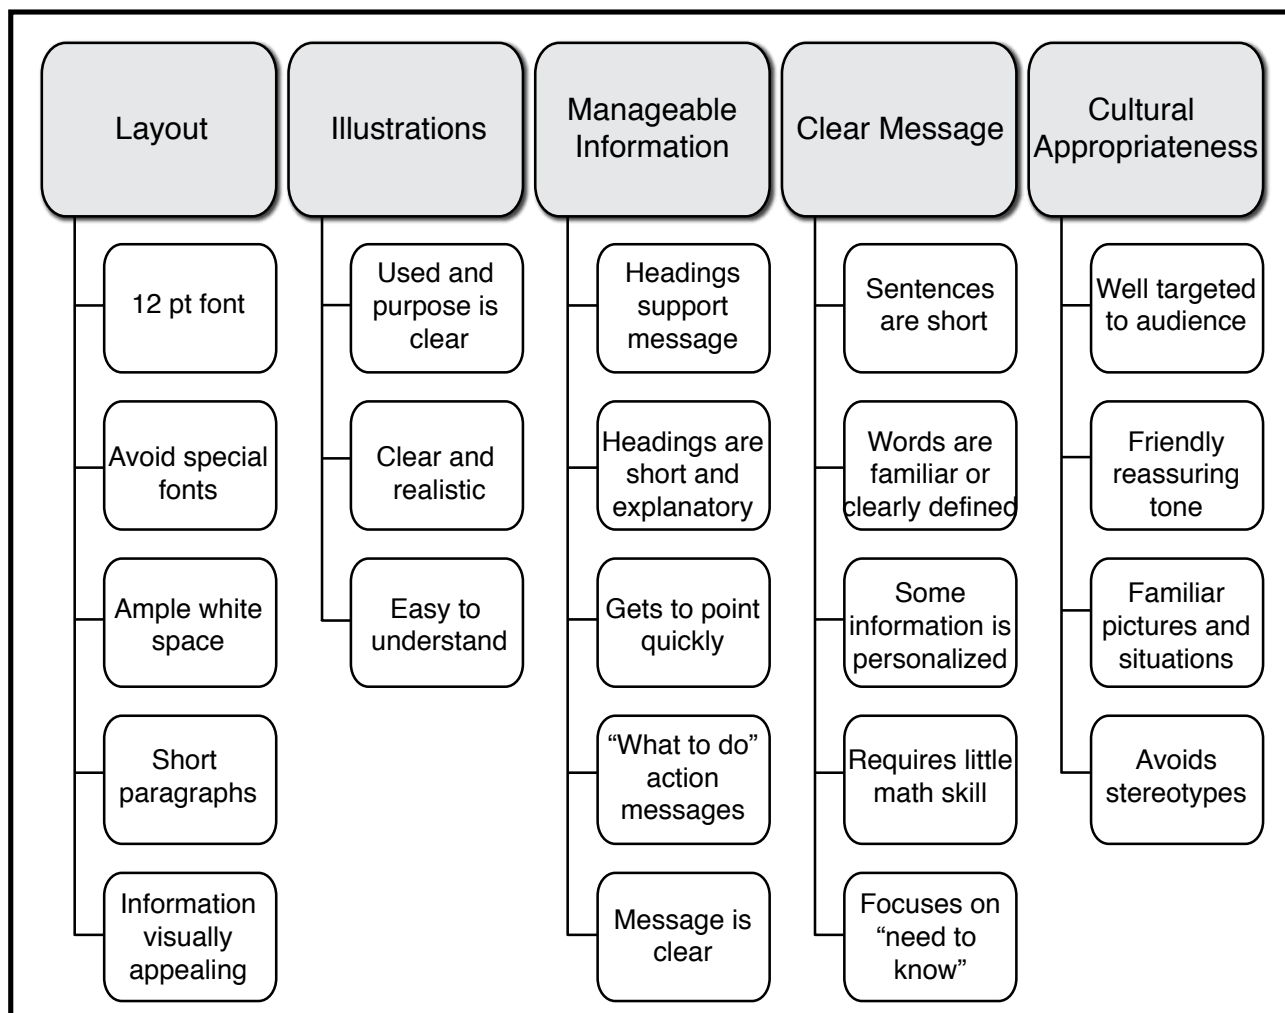 Layout
12 pt font
Avoid special
fonts
Ample white
space
Short
paragraphs
Information
visually
appealing
Illustrations
Used and
purpose is
clear
Clear and
realistic
Easy to
understand
Manageable
Information
Headings
support
message
Headings are
short and
explanatory
Gets to point
quickly
“What to do”
action
messages
Message is
clear
Clear Message
Sentences
are short
Words are
familiar or
clearly defined
Some
information is
personalized
Requires little
math skill
Focuses on
“need to
know”
Cultural
Appropriateness
Well targeted
to audience
Friendly
reassuring
tone
Familiar
pictures and
situations
Avoids
stereotypes